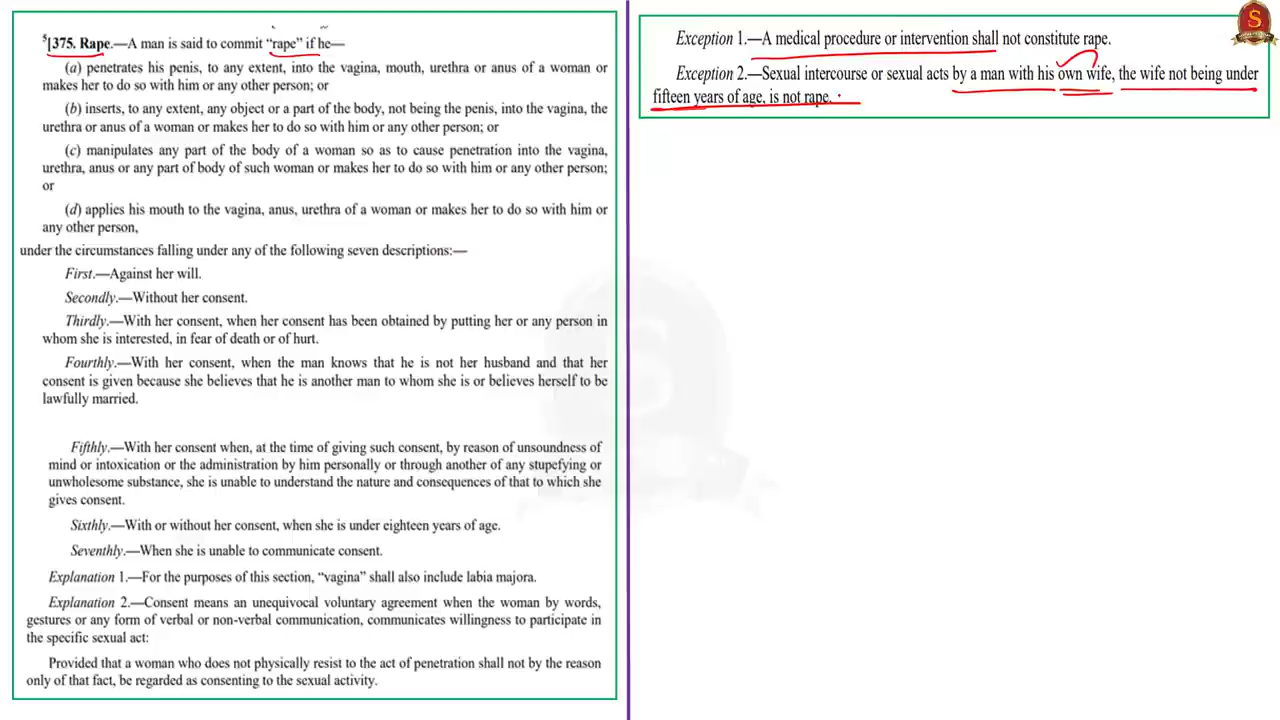 ⁵[375. Rape.—A man is said to commit “rape” if he—
(a) penetrates his penis, to any extent, into the vagina, mouth, urethra or anus of a woman or
makes her to do so with him or any other person; or
(b) inserts, to any extent, any object or a part of the body, not being the penis, into the vagina, the
urethra or anus of a woman or makes her to do so with him or any other person; or
(c) manipulates any part of the body of a woman so as to cause penetration into the vagina,
urethra, anus or any part of body of such woman or makes her to do so with him or any other person;
or
(d) applies his mouth to the vagina, anus, urethra of a woman or makes her to do so with him or
any other person,
under the circumstances falling under any of the following seven descriptions:—
First.—Against her will.
Secondly.—Without her consent.
Thirdly.—With her consent, when her consent has been obtained by putting her or any person in
whom she is interested, in fear of death or of hurt.
Fourthly.—With her consent, when the man knows that he is not her husband and that her
consent is given because she believes that he is another man to whom she is or believes herself to be
lawfully married.
Fifthly.—With her consent when, at the time of giving such consent, by reason of unsoundness of
mind or intoxication or the administration by him personally or through another of any stupefying or
unwholesome substance, she is unable to understand the nature and consequences of that to which she
gives consent.
Sixthly.—With or without her consent, when she is under eighteen years of age.
Seventhly.—When she is unable to communicate consent.
Explanation 1.—For the purposes of this section, “vagina” shall also include labia majora.
Explanation 2.—Consent means an unequivocal voluntary agreement when the woman by words,
gestures or any form of verbal or non-verbal communication, communicates willingness to participate in
the specific sexual act:
Provided that a woman who does not physically resist to the act of penetration shall not by the reason
only of that fact, be regarded as consenting to the sexual activity.
Exception 1.—A medical procedure or intervention shall not constitute rape.
Exception 2.—Sexual intercourse or sexual acts by a man with his own wife, the wife not being under
fifteen years of age, is not rape.
S